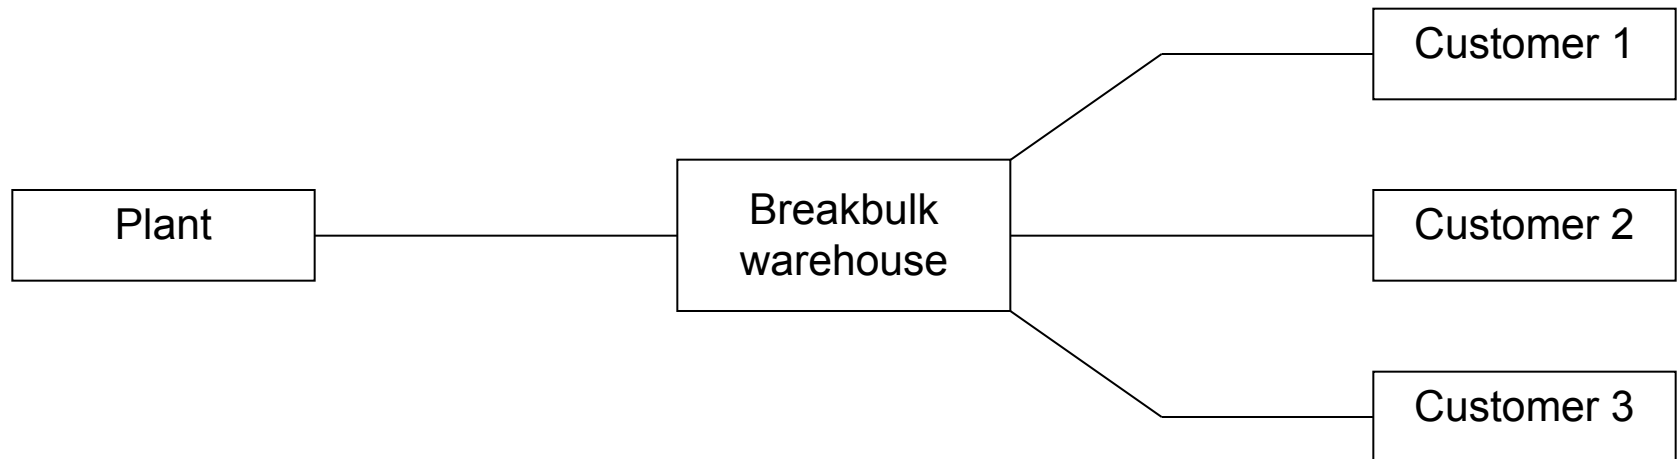 Customer 1
Plant
Breakbulk
warehouse
Customer 2
Customer 3